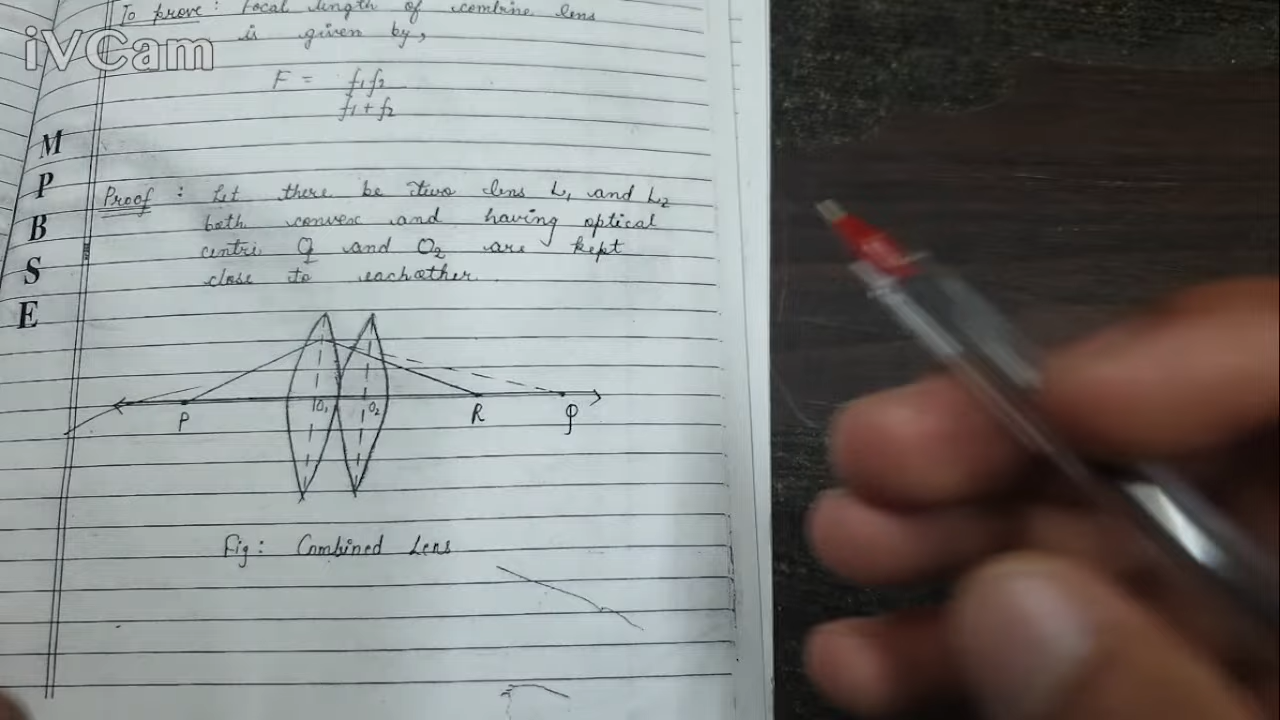 To prove : Focal length of combine lens
iVCam
is given by,
F = f₁f₂
f₁+f₂
M
P
B
S
E
Proof : Let there be two lens L₁ and L₂
both convex and having optical
centre O₁ and O₂ are kept
close to eachother.
P O₁ O₂ R Q
Fig: Combined Lens